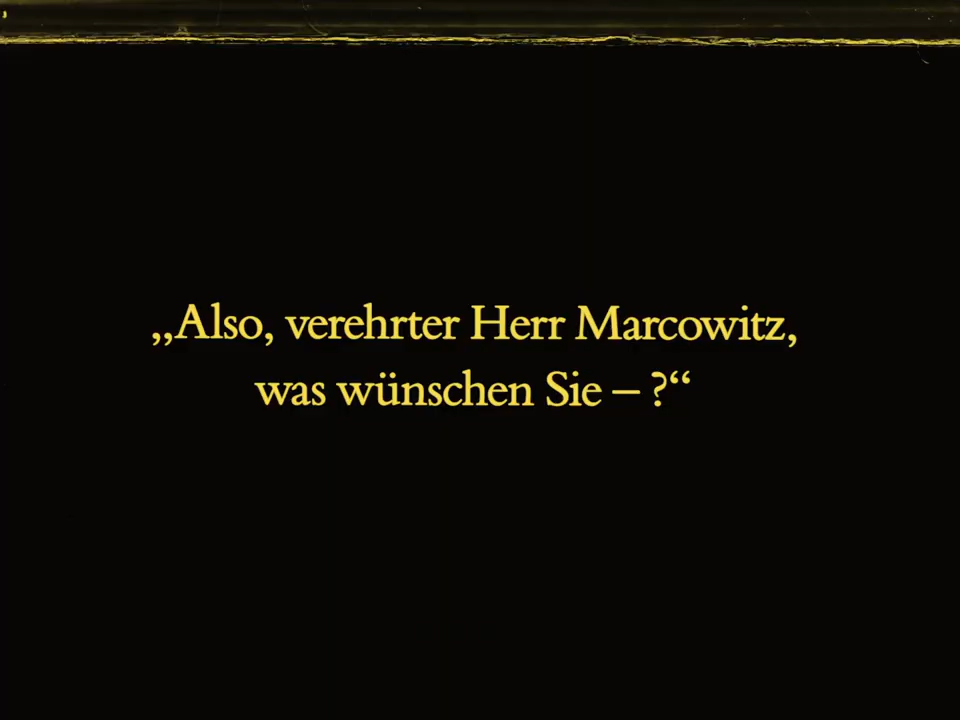 „Also, verehrter Herr Marcowitz,
was wünschen Sie – ?“